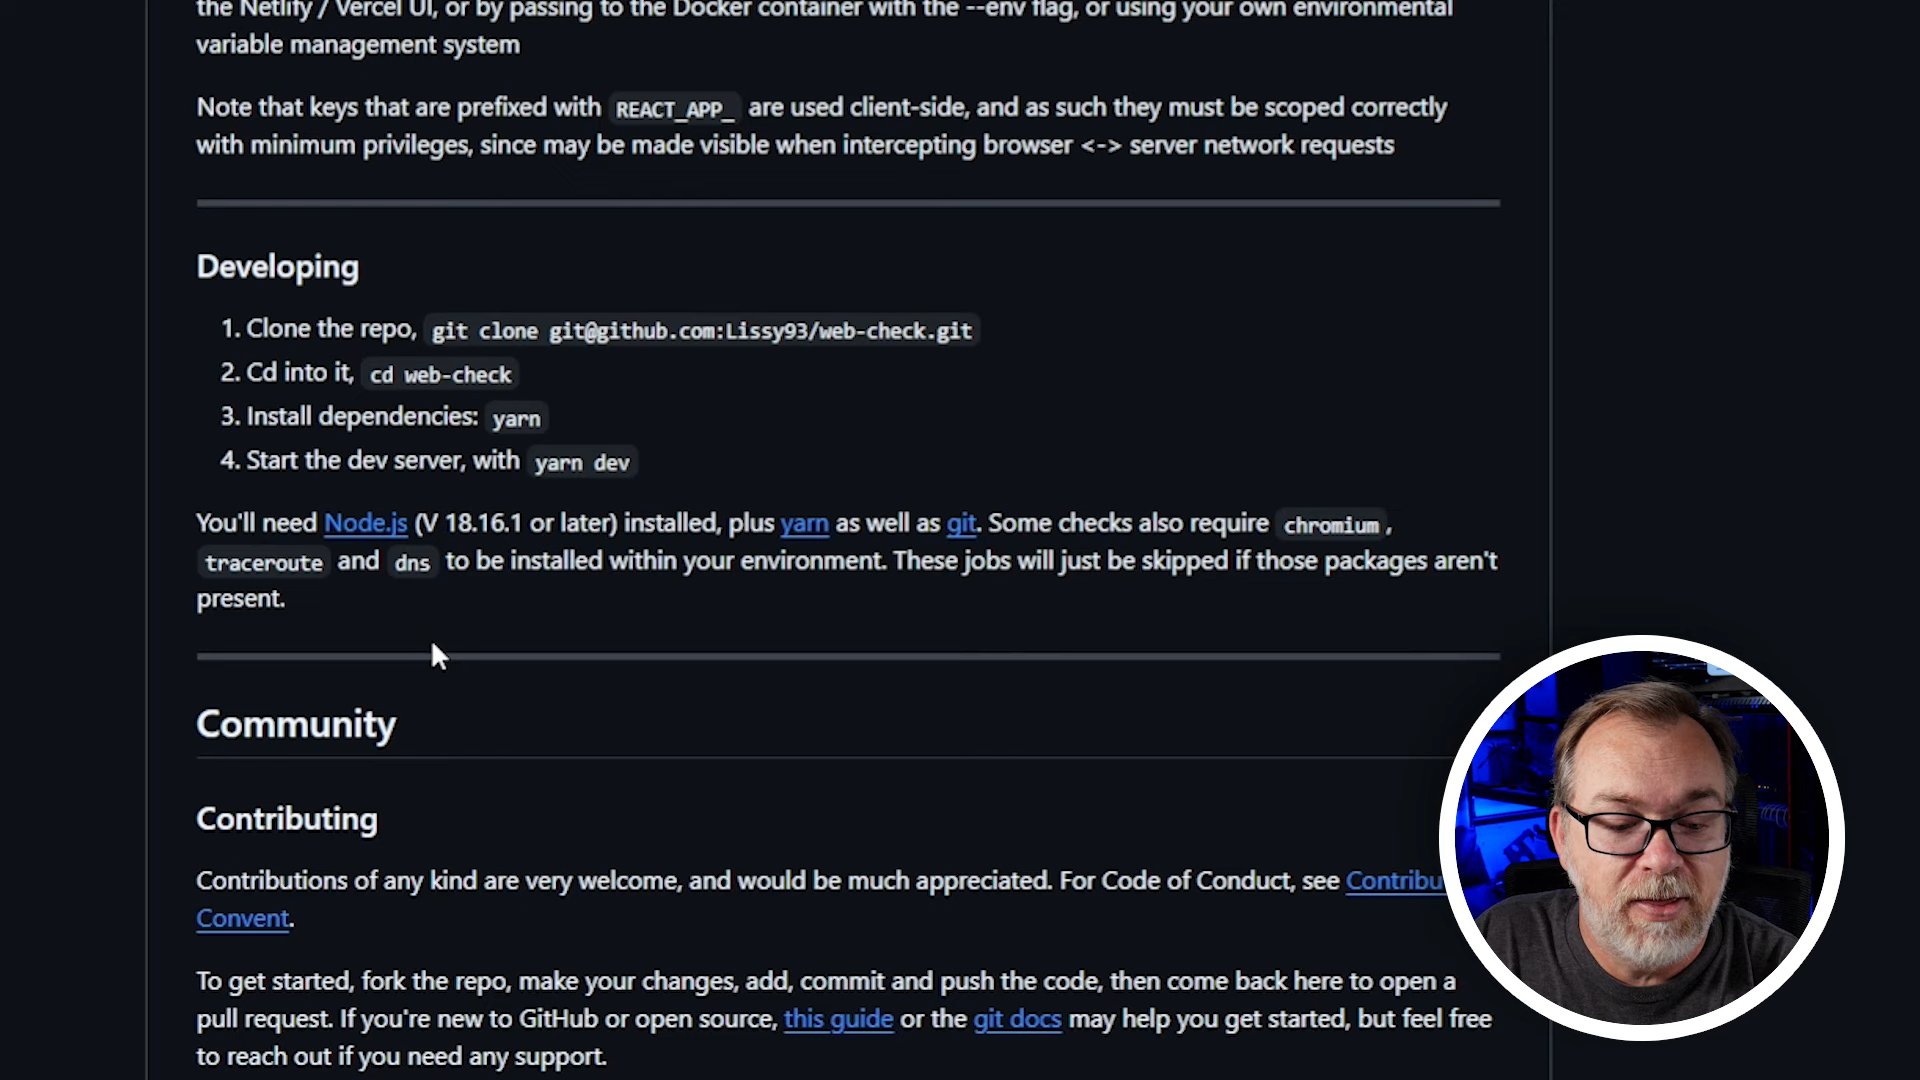 the Netlify / Vercel UI, or by passing to the Docker container with the --env flag, or using your own environmental
variable management system
Note that keys that are prefixed with REACT_APP_ are used client-side, and as such they must be scoped correctly
with minimum privileges, since may be made visible when intercepting browser <-> server network requests
Developing
1. Clone the repo, git clone git@github.com:Lissy93/web-check.git
2. Cd into it, cd web-check
3. Install dependencies: yarn
4. Start the dev server, with yarn dev
You'll need Node.js (V 18.16.1 or later) installed, plus yarn as well as git. Some checks also require chromium,
traceroute and dns to be installed within your environment. These jobs will just be skipped if those packages aren't
present.
Community
Contributing
Contributions of any kind are very welcome, and would be much appreciated. For Code of Conduct, see
Convent.
To get started, fork the repo, make your changes, add, commit and push the code, then come back here to open a
pull request. If you're new to GitHub or open source, this guide or the git docs may help you get started, but feel free
to reach out if you need any support.